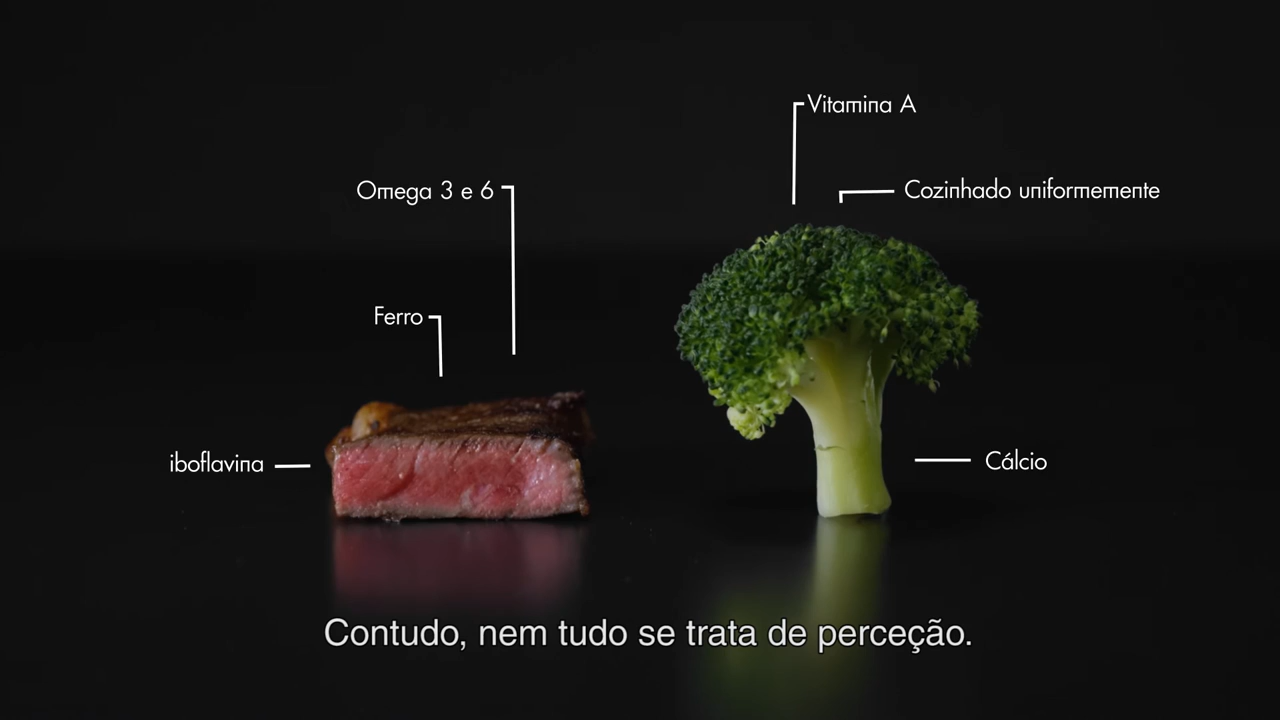 Vitamina A
Omega 3 e 6
Cozinhado uniformemente
Ferro
iboflavina
Cálcio
Contudo, nem tudo se trata de perceção.